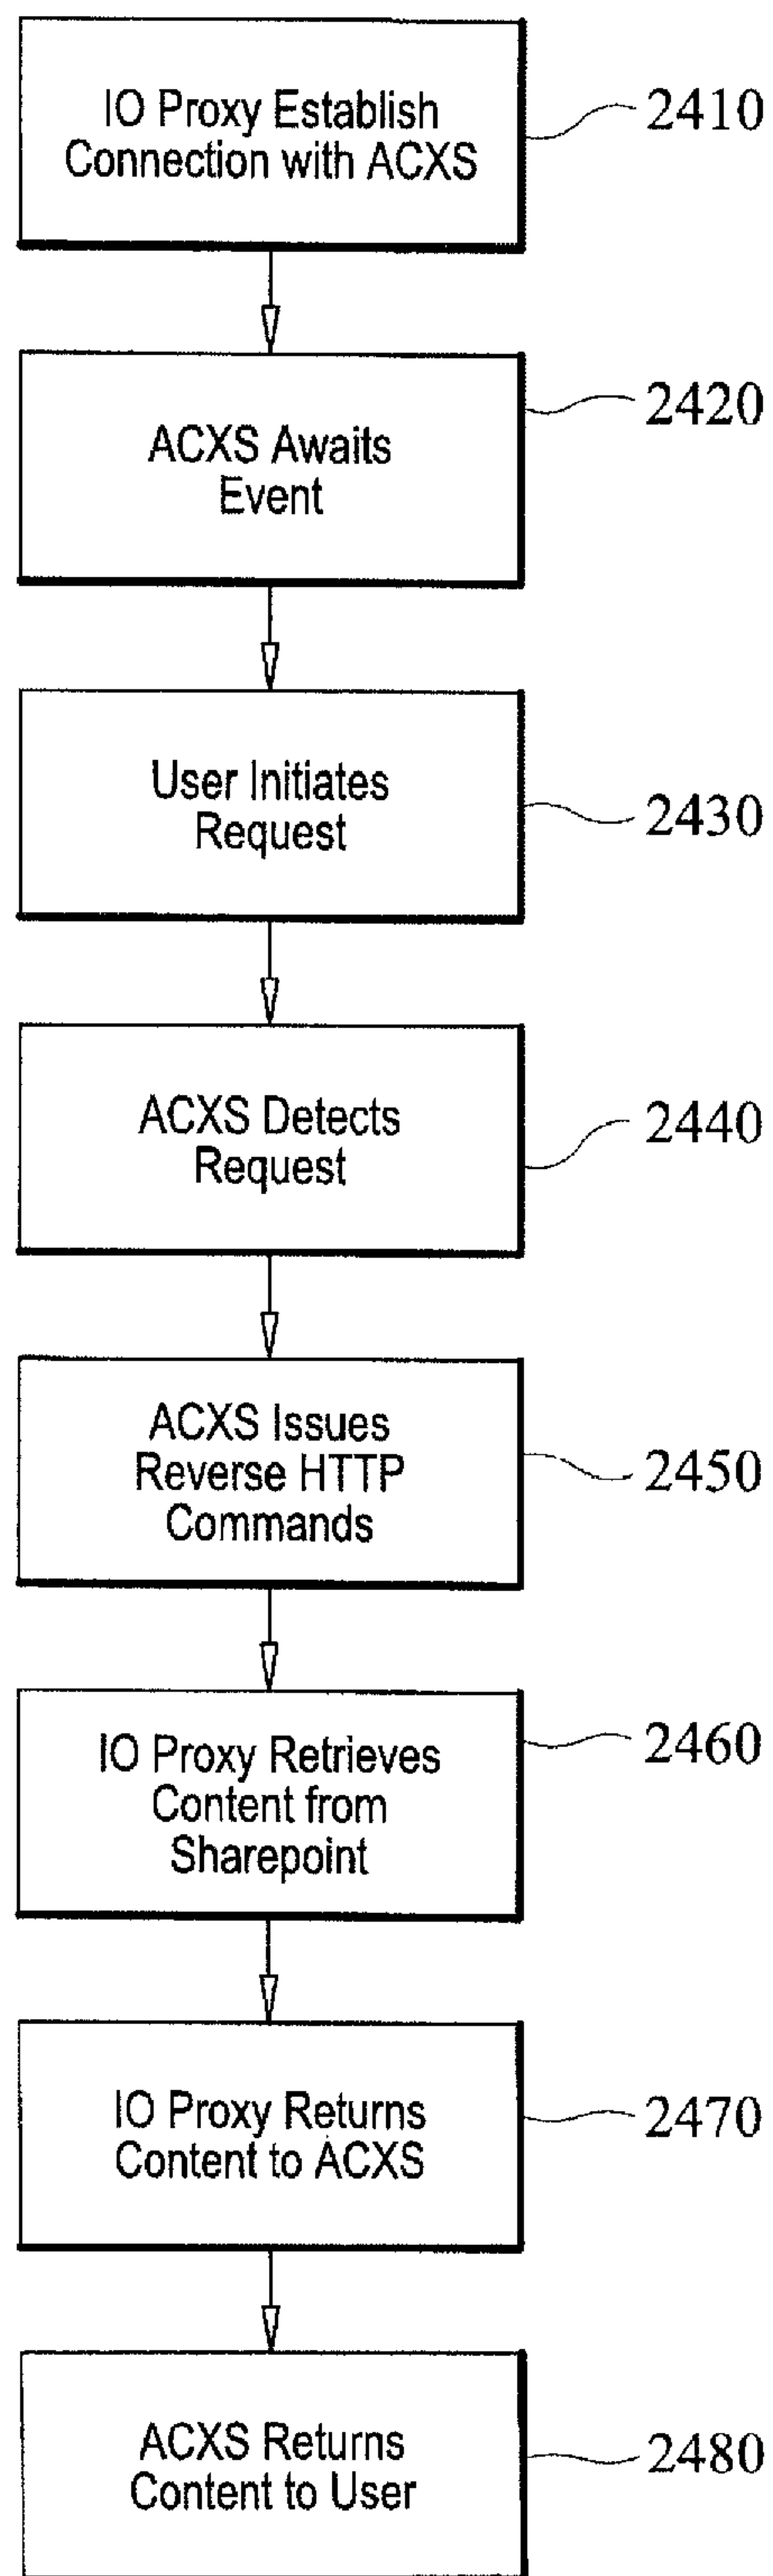 IO Proxy Establish
Connection with ACXS
2410
ACXS Awaits
Event
2420
User Initiates
Request
2430
ACXS Detects
Request
2440
ACXS Issues
Reverse HTTP
Commands
2450
IO Proxy Retrieves
Content from
Sharepoint
2460
IO Proxy Returns
Content to ACXS
2470
ACXS Returns
Content to User
2480